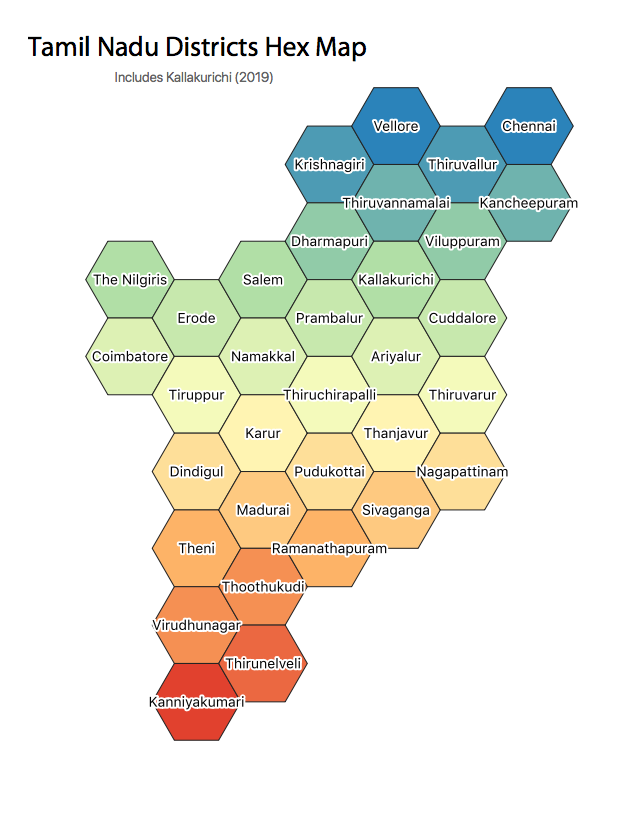 Tamil Nadu Districts Hex Map
Includes Kallakurichi (2019)
Vellore
Chennai
Krishnagiri
Thiruvallur
Thiruvannamalai
Kancheepuram
Dharmapuri
Viluppuram
The Nilgiris
Salem
Kallakurichi
Erode
Prambalur
Cuddalore
Coimbatore
Namakkal
Ariyalur
Tiruppur
Thiruchirapalli
Thiruvarur
Karur
Thanjavur
Dindigul
Pudukottai
Nagapattinam
Madurai
Sivaganga
Theni
Ramanathapuram
Thoothukudi
Virudhunagar
Thirunelveli
Kanniyakumari